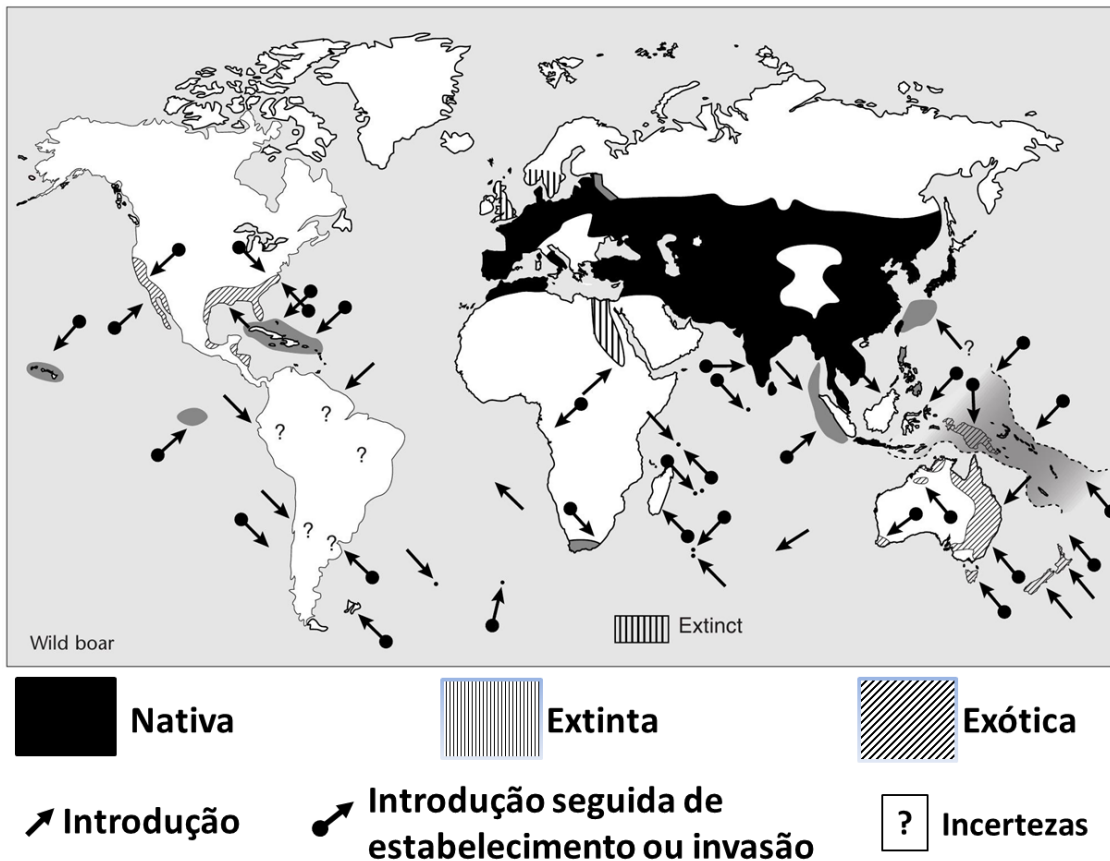 ?
?
?
?
?
?
Wild boar
Extinct
Nativa
Extinta
Exótica
Introdução
Introdução seguida de
estabelecimento ou invasão
?
Incertezas